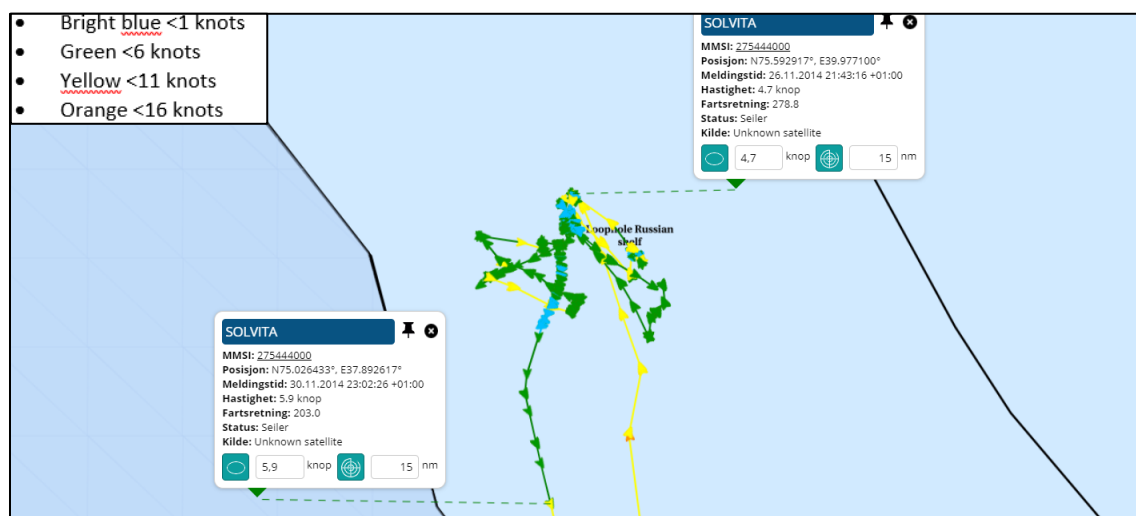 • Bright blue <1 knots
• Green <6 knots
• Yellow <11 knots
• Orange <16 knots
SOLVITA
MMSI: 275444000
Posisjon: N75.592917°, E39.977100°
Meldingstid: 26.11.2014 21:43:16 +01:00
Hastighet: 4.7 knop
Fartsretning: 278.8
Status: Seiler
Kilde: Unknown satellite
4,7 knop 15 nm
Loophole Russian
shelf
SOLVITA
MMSI: 275444000
Posisjon: N75.026433°, E37.892617°
Meldingstid: 30.11.2014 23:02:26 +01:00
Hastighet: 5.9 knop
Fartsretning: 203.0
Status: Seiler
Kilde: Unknown satellite
5,9 knop 15 nm